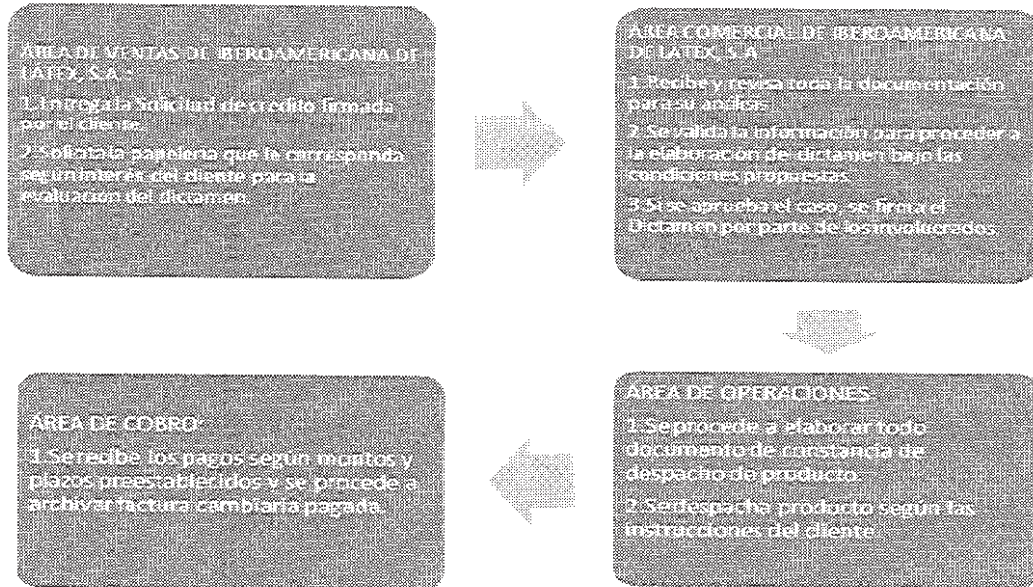 ÁREA DE VENTAS DE IBEROAMERICANA DE
LÁTEX, S.A.:
1. Entrega la Solicitud de crédito firmada
por el cliente.
2. Solicita la papelería que le corresponda
según interés del cliente para la
evaluación del dictamen.
ÁREA COMERCIAL DE IBEROAMERICANA
DE LÁTEX, S.A.
1. Recibe y revisa toda la documentación
para su análisis
2. Se valida la información para proceder a
la elaboración de dictamen bajo las
condiciones propuestas
3. Si se aprueba el caso, se firma el
Dictamen por parte de los involucrados.
ÁREA DE OPERACIONES:
1. Se procede a elaborar todo
documento de constancia de
despacho de producto.
2. Se despacha producto según las
instrucciones del cliente
ÁREA DE COBRO:
1. Se recibe los pagos según montos y
plazos preestablecidos y se procede a
archivar factura cambiaria pagada.